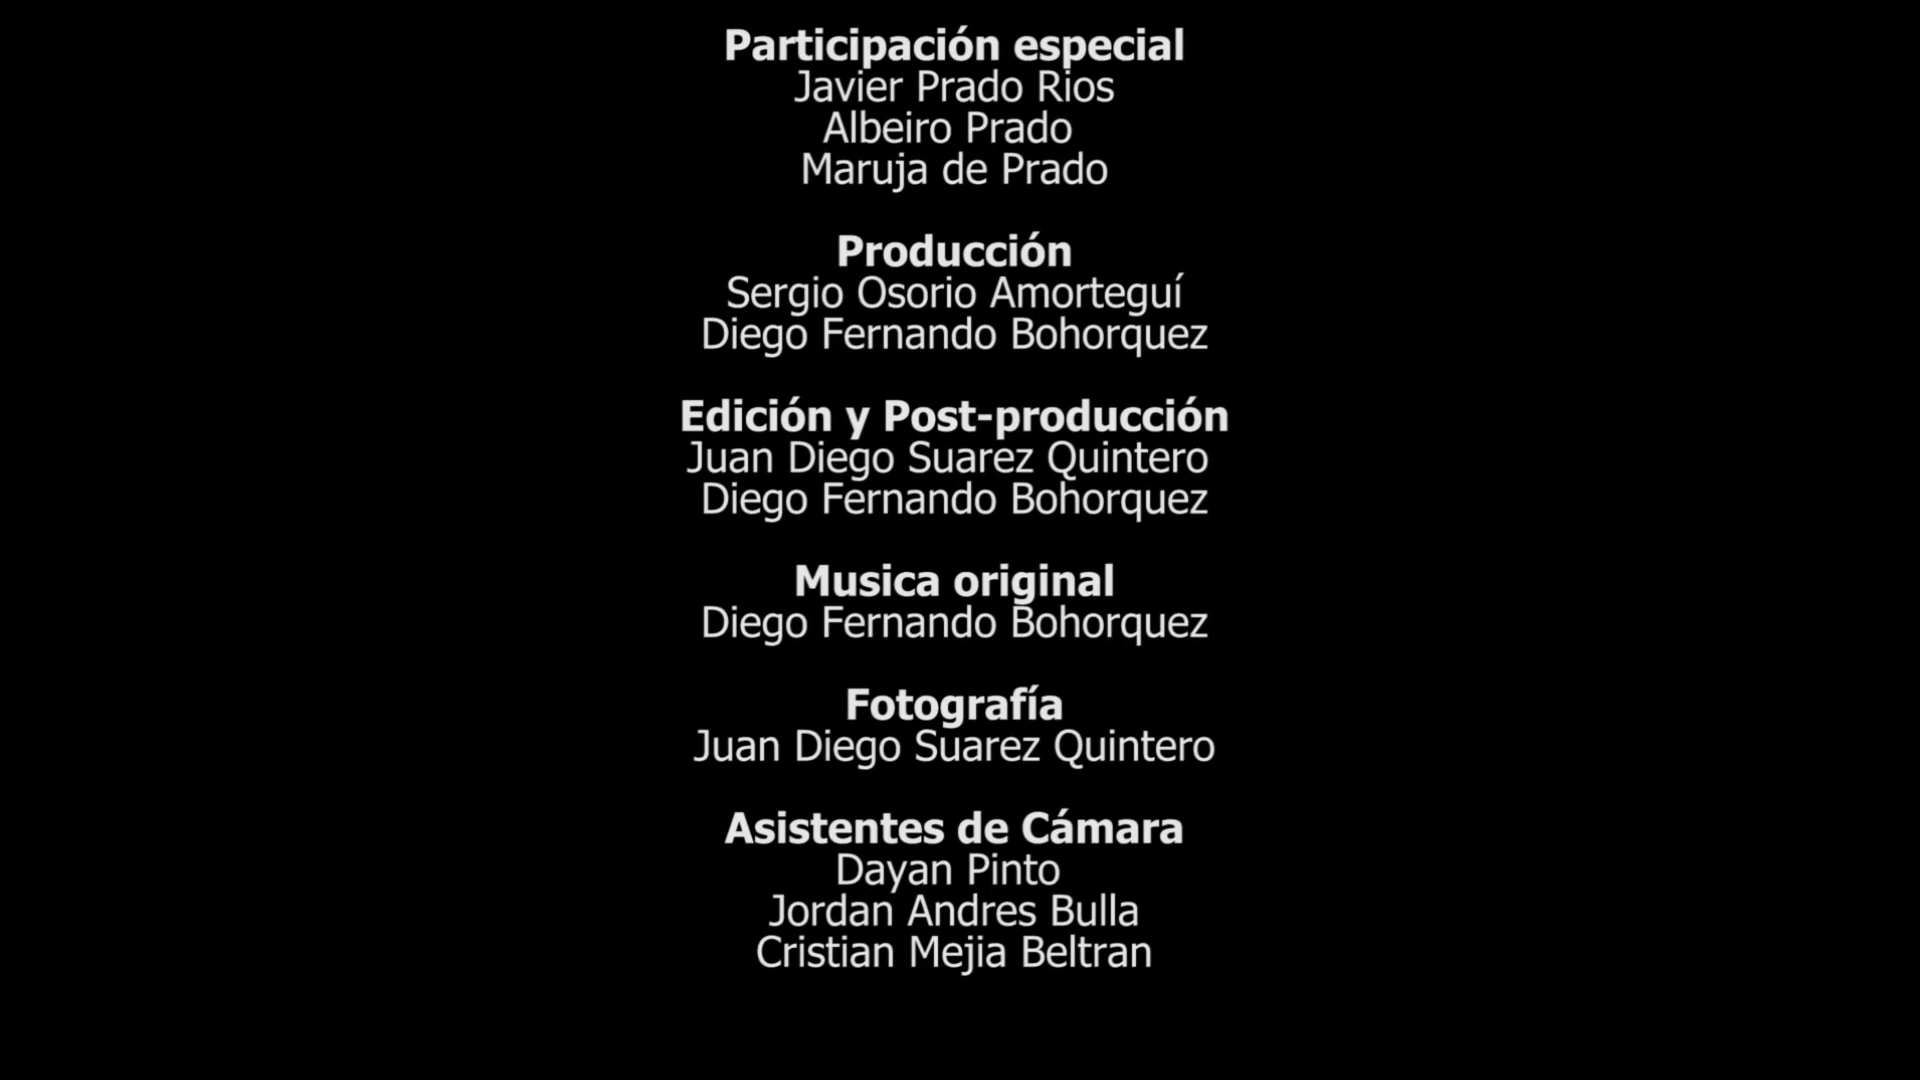 Participación especial
Javier Prado Rios
Albeiro Prado
Maruja de Prado
Producción
Sergio Osorio Amorteguí
Diego Fernando Bohorquez
Edición y Post-producción
Juan Diego Suarez Quintero
Diego Fernando Bohorquez
Musica original
Diego Fernando Bohorquez
Fotografía
Juan Diego Suarez Quintero
Asistentes de Cámara
Dayan Pinto
Jordan Andres Bulla
Cristian Mejia Beltran